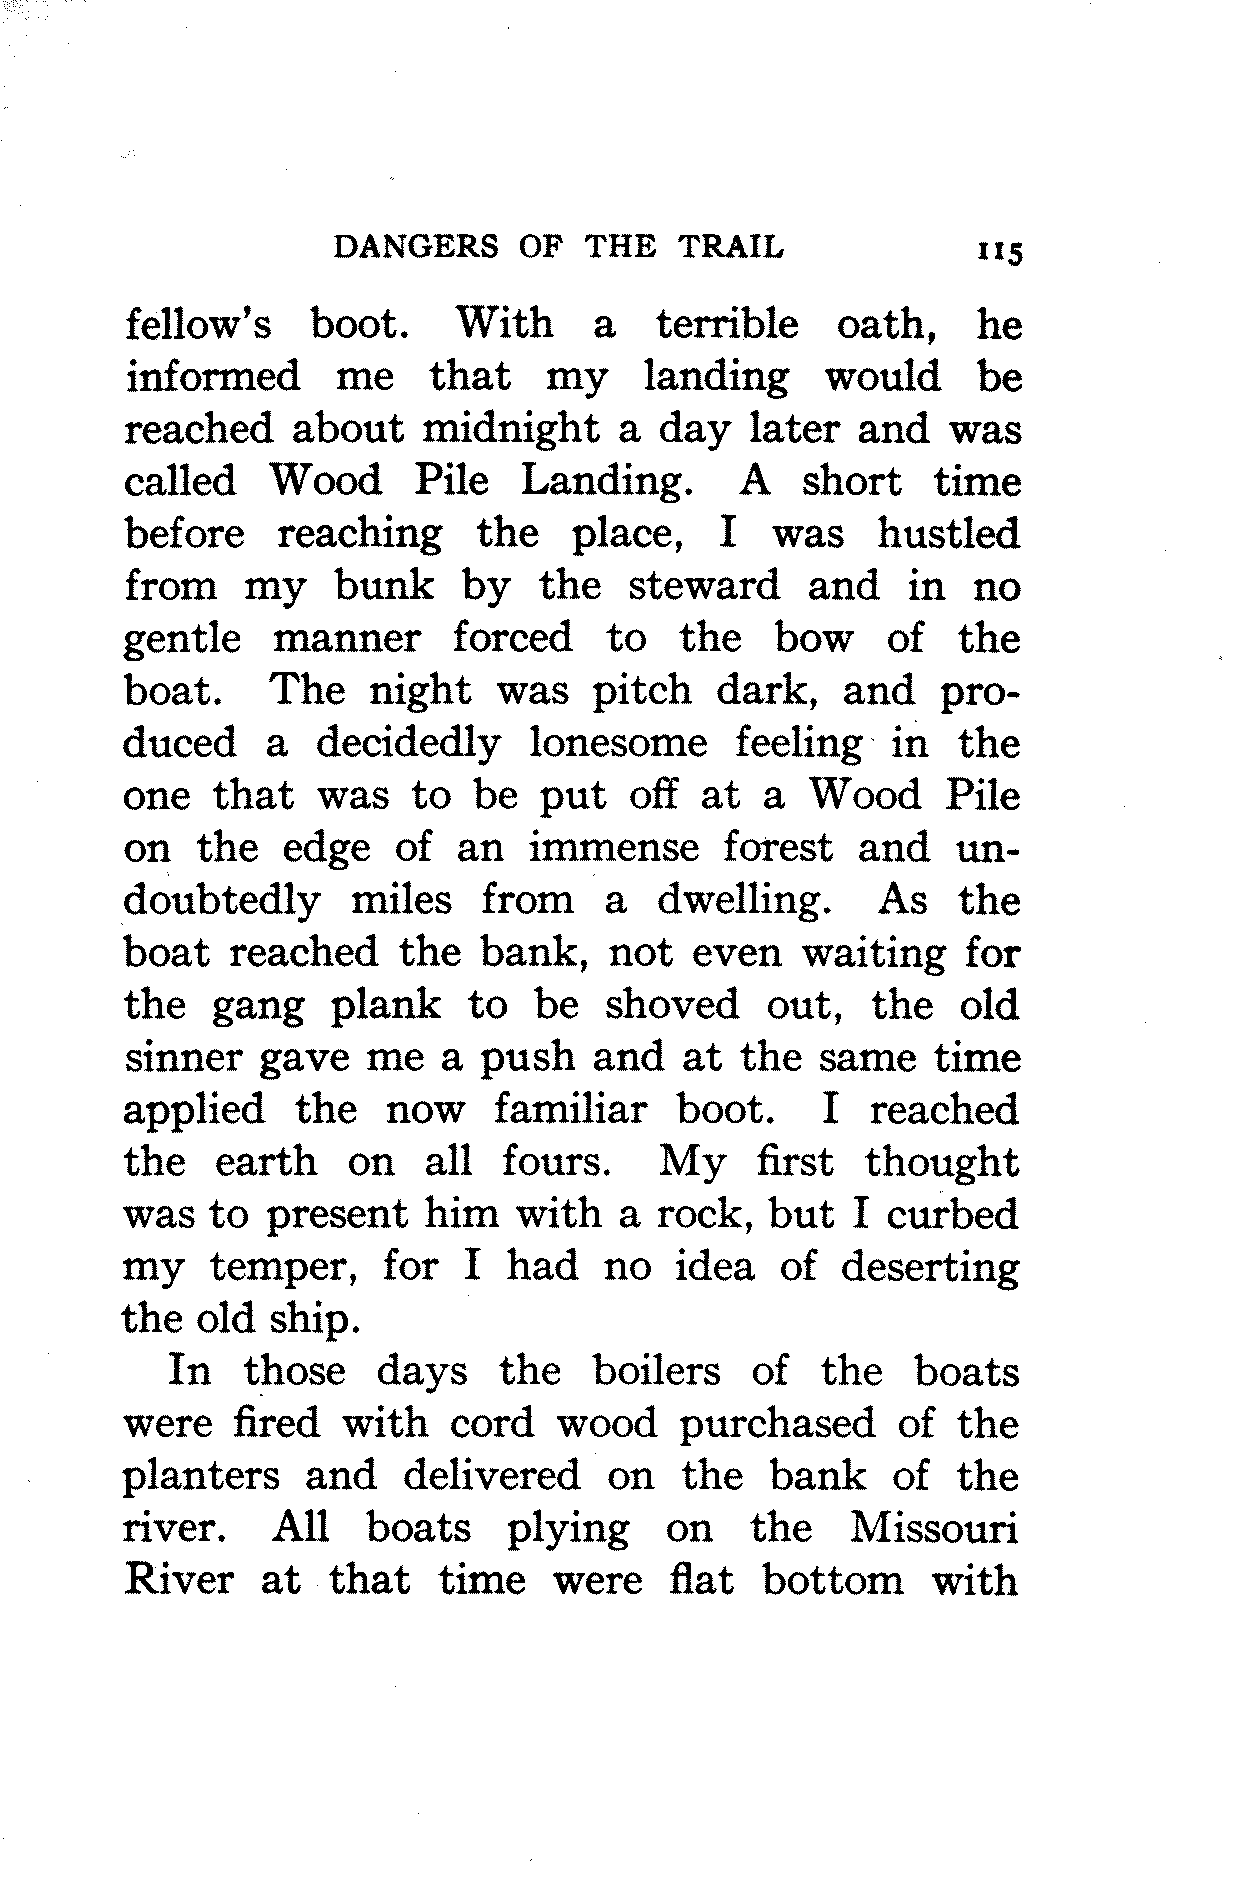 DANGERS OF THE TRAIL 115
fellow's boot. With a terrible oath, he
informed me that my landing would be
reached about midnight a day later and was
called Wood Pile Landing. A short time
before reaching the place, I was hustled
from my bunk by the steward and in no
gentle manner forced to the bow of the
boat. The night was pitch dark, and pro-
duced a decidedly lonesome feeling in the
one that was to be put off at a Wood Pile
on the edge of an immense forest and un-
doubtedly miles from a dwelling. As the
boat reached the bank, not even waiting for
the gang plank to be shoved out, the old
sinner gave me a push and at the same time
applied the now familiar boot. I reached
the earth on all fours. My first thought
was to present him with a rock, but I curbed
my temper, for I had no idea of deserting
the old ship.
In those days the boilers of the boats
were fired with cord wood purchased of the
planters and delivered on the bank of the
river. All boats plying on the Missouri
River at that time were flat bottom with